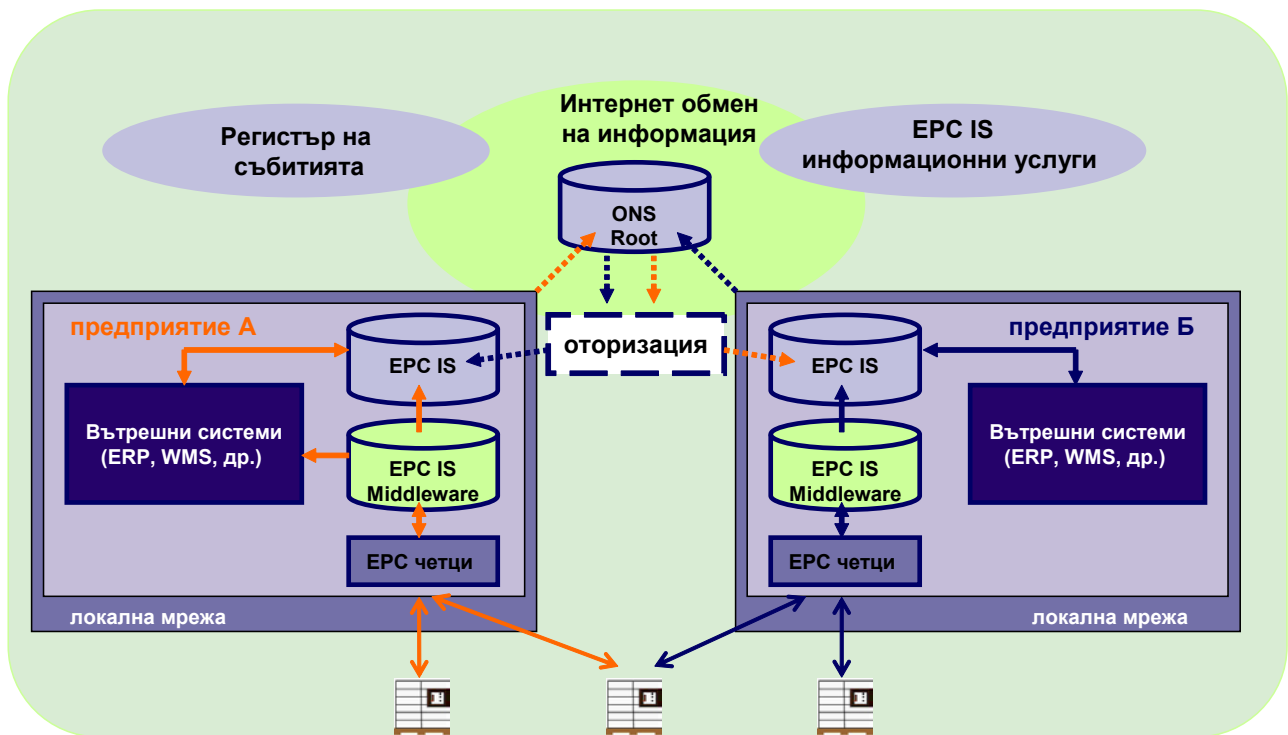 Интернет обмен
на информация
Регистър на
събитията
EPC IS
информационни услуги
ONS
Root
предприятие А
EPC IS
оторизация
EPC IS
предприятие Б
Вътрешни системи
(ERP, WMS, др.)
EPC IS
Middleware
EPC IS
Middleware
Вътрешни системи
(ERP, WMS, др.)
EPC четци
EPC четци
локална мрежа
локална мрежа